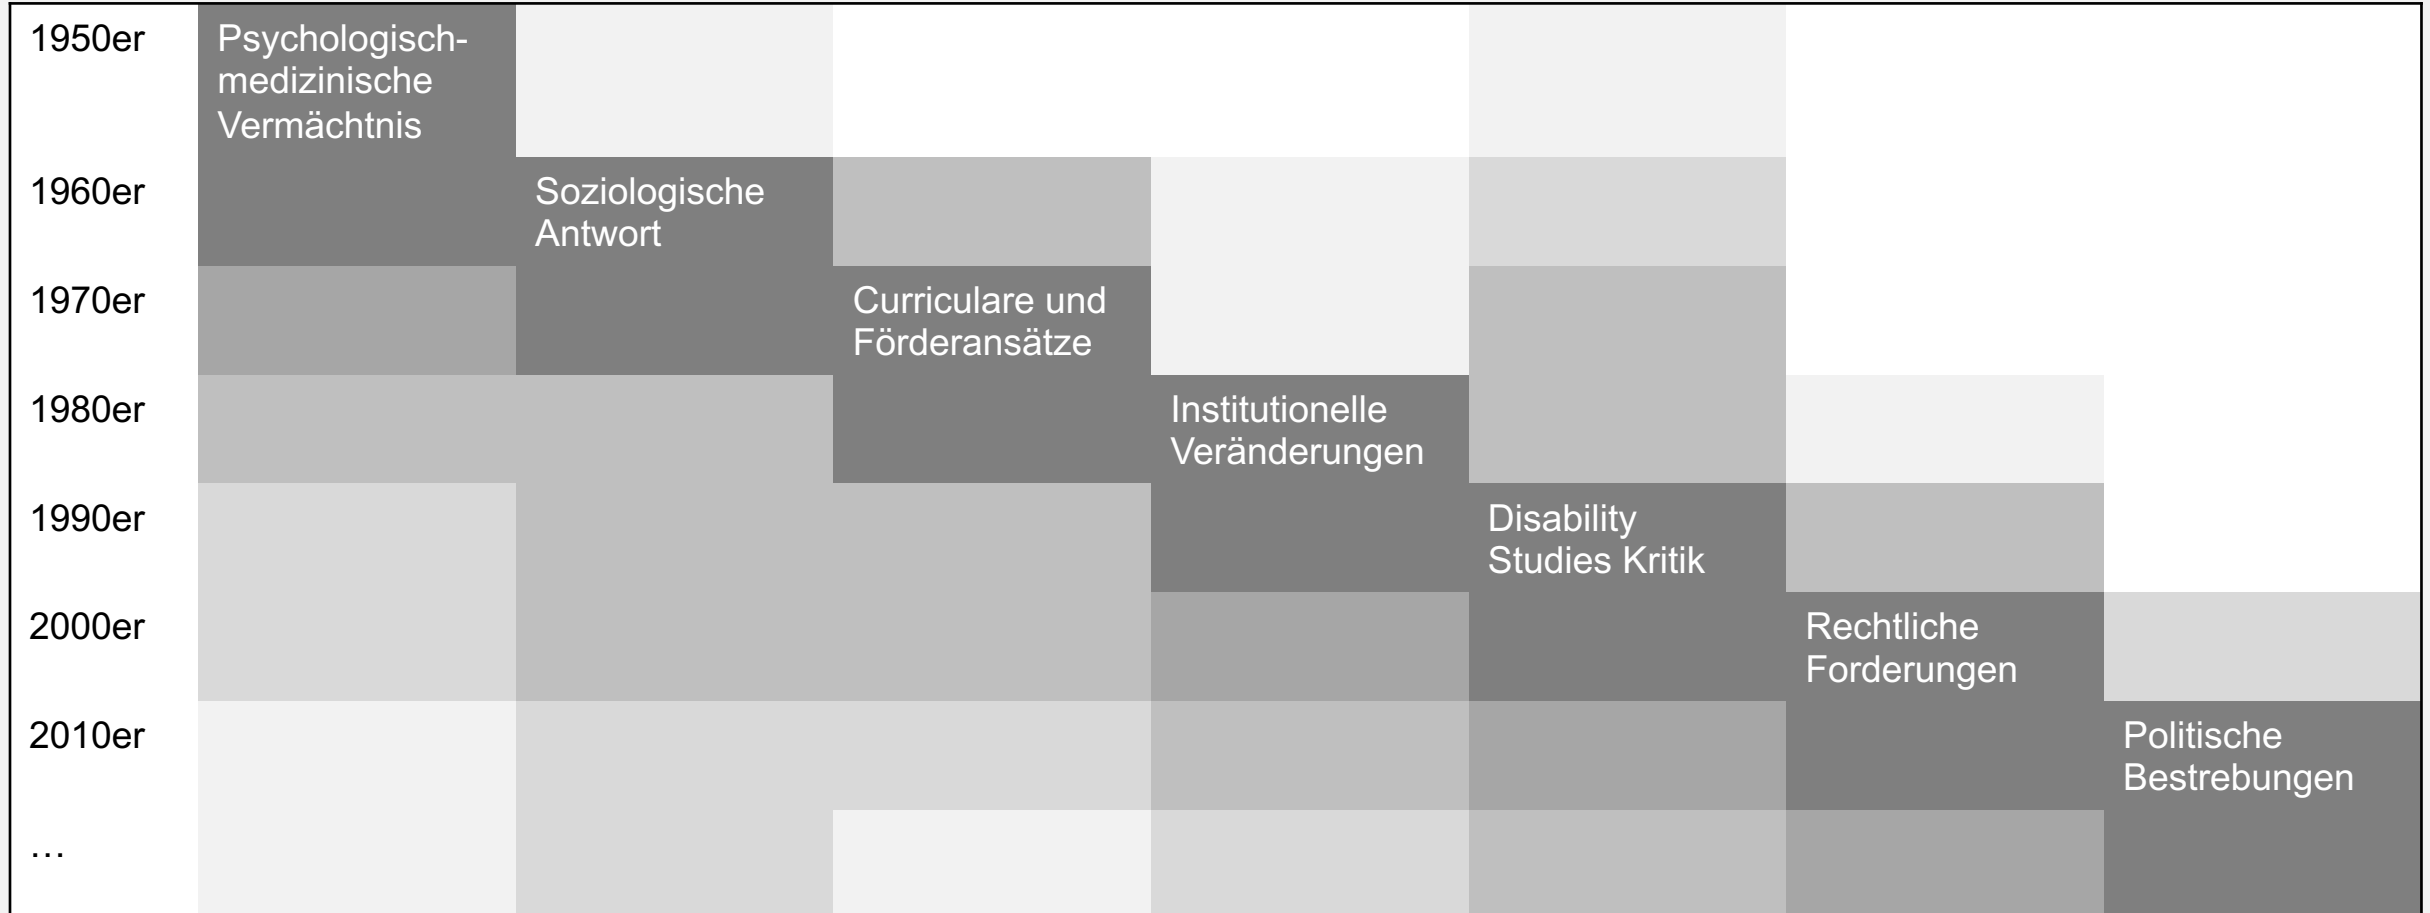 1950er
Psychologisch-
medizinische
Vermächtnis
1960er
Soziologische
Antwort
1970er
Curriculare und
Förderansätze
1980er
Institutionelle
Veränderungen
1990er
Disability
Studies Kritik
2000er
Rechtliche
Forderungen
2010er
Politische
Bestrebungen
…